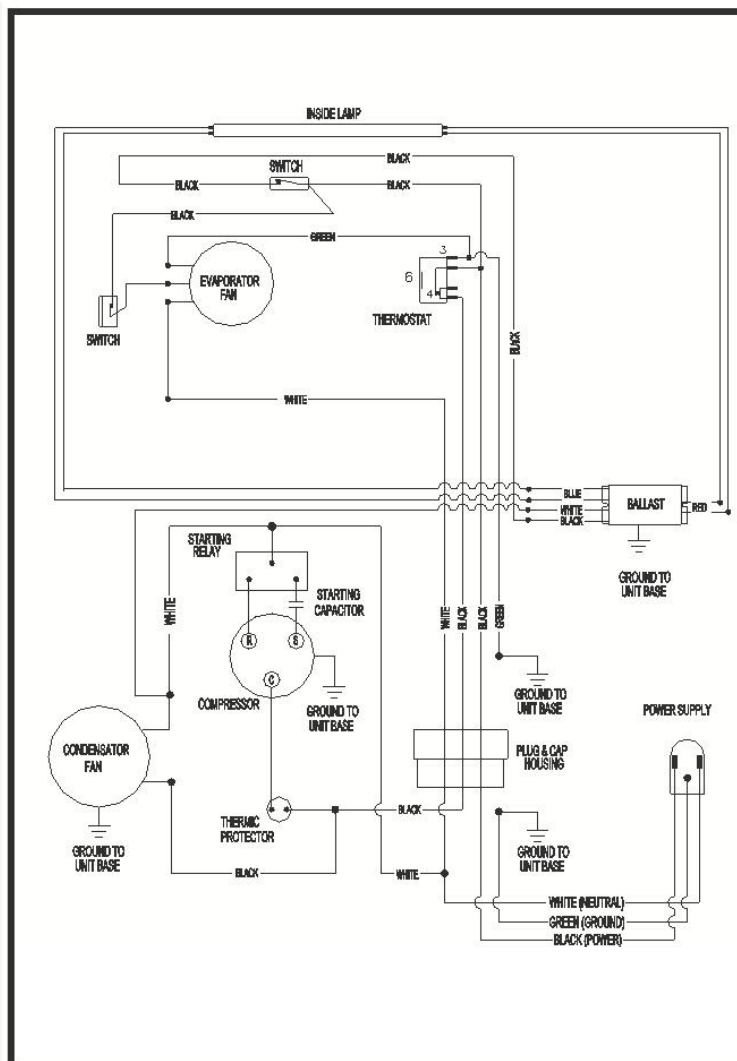 INSIDE LAMP
BLACK
SWITCH
BLACK
BLACK
BLACK
GREEN
3
EVAPORATOR
FAN
6
4
THERMOSTAT
SWITCH
BLACK
WHITE
BLUE
BALLAST
WHITE
RED
BLACK
STARTING
RELAY
GROUND TO
UNIT BASE
STARTING
CAPACITOR
WHITE
WHITE
BLACK
BLACK
GREEN
R
S
C
COMPRESSOR
GROUND TO
UNIT BASE
GROUND TO
UNIT BASE
POWER SUPPLY
CONDENSATOR
FAN
PLUG & CAP
HOUSING
THERMIC
PROTECTOR
BLACK
GROUND TO
UNIT BASE
GROUND TO
UNIT BASE
BLACK
WHITE
WHITE (NEUTRAL)
GREEN (GROUND)
BLACK (POWER)